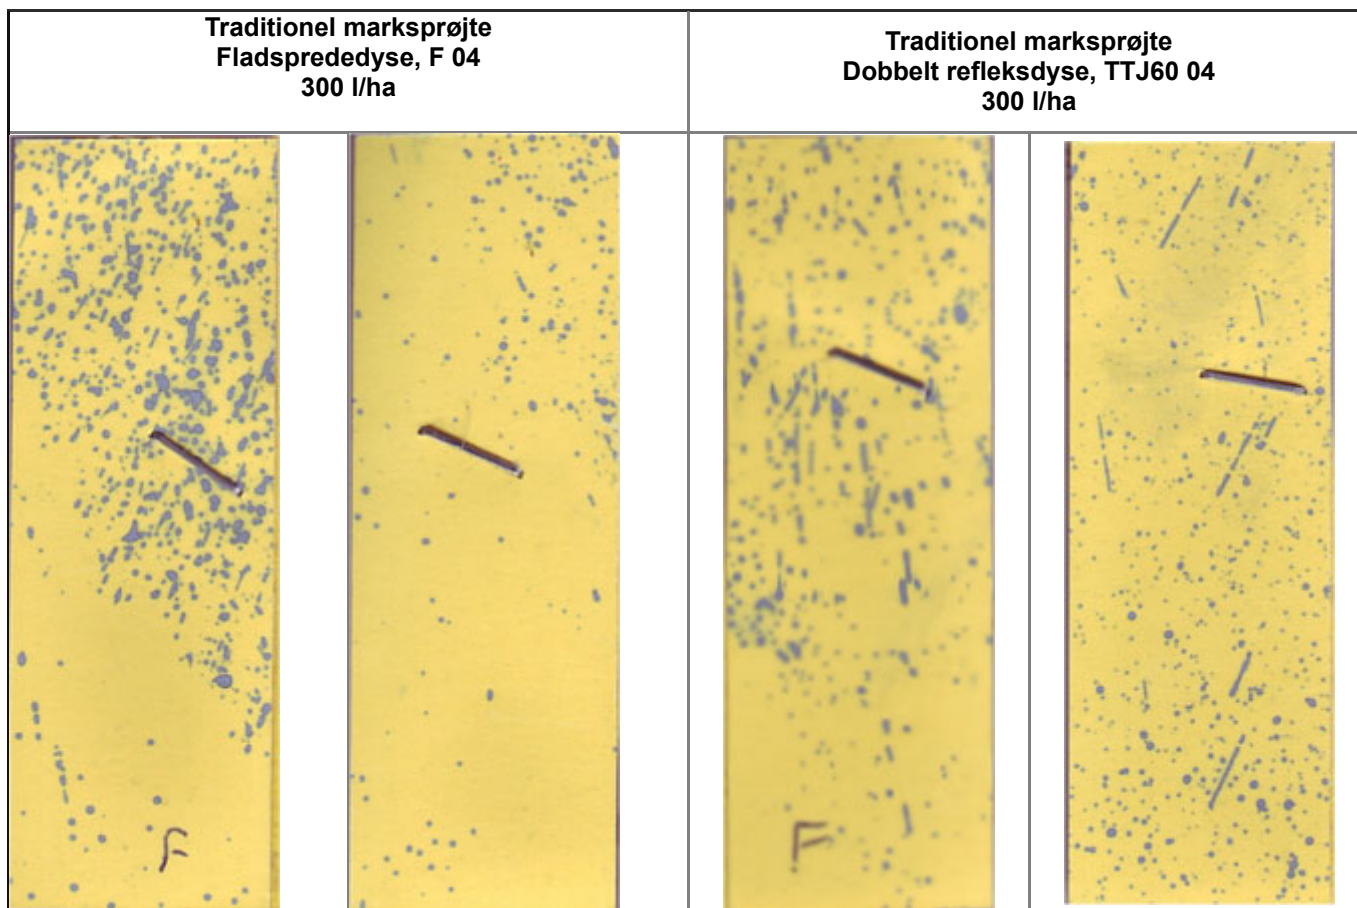 Traditionel marksprøjte
Fladsprededyse, F 04
300 l/ha
Traditionel marksprøjte
Dobbelt refleksdyse, TTJ60 04
300 l/ha
F
F